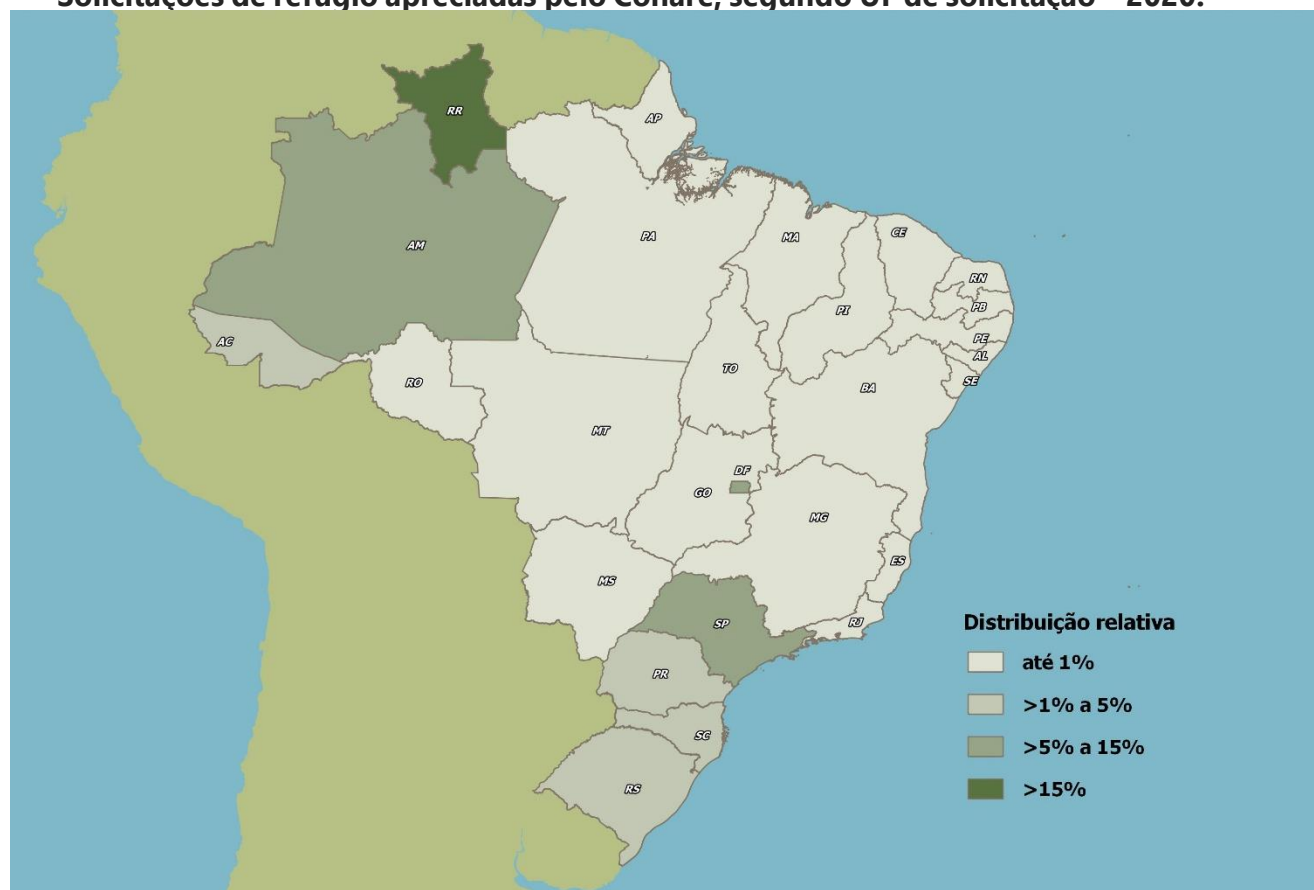 Solicitações de refúgio apreciadas pelo Conare, segundo UF de solicitação – 2020.
RR
AP
AM
PA
MA
CE
RN
PB
PI
PE
AL
AC
SE
RO
TO
BA
MT
DF
GO
MG
ES
MS
SP
RJ
PR
SC
RS
Distribuição relativa
até 1%
>1% a 5%
>5% a 15%
>15%